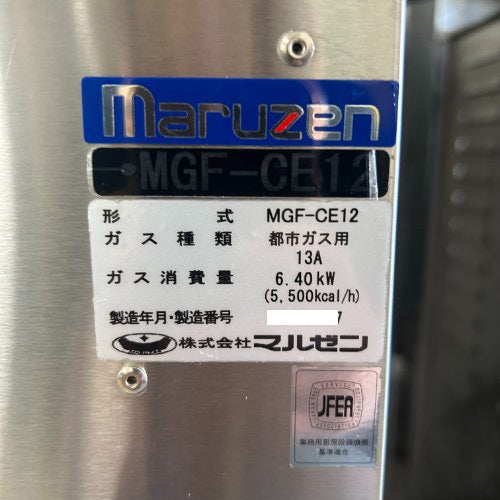 maruzen
MGF-CE12
形 式 MGF-CE12
ガス種類 都市ガス用
13A
ガス消費量 6.40kW
(5,500kcal/h)
製造年月・製造番号 7
株式会社マルゼン
JFEA
業務用厨房設備機器
基準適合